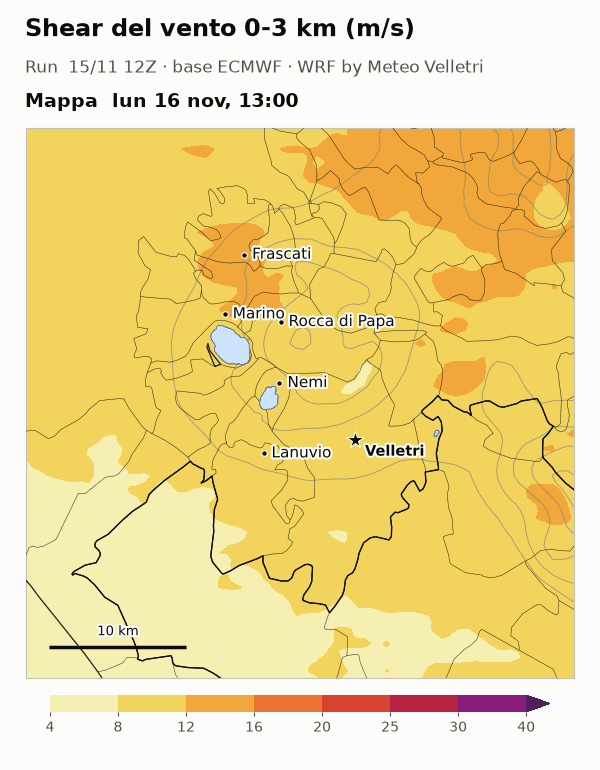 Shear del vento 0-3 km (m/s)
Run  15/11 12Z · base ECMWF · WRF by Meteo Velletri
Mappa  lun 16 nov, 13:00
Frascati
Marino
Rocca di Papa
Nemi
Velletri
Lanuvio
10 km
4 8 12 16 20 25 30 40